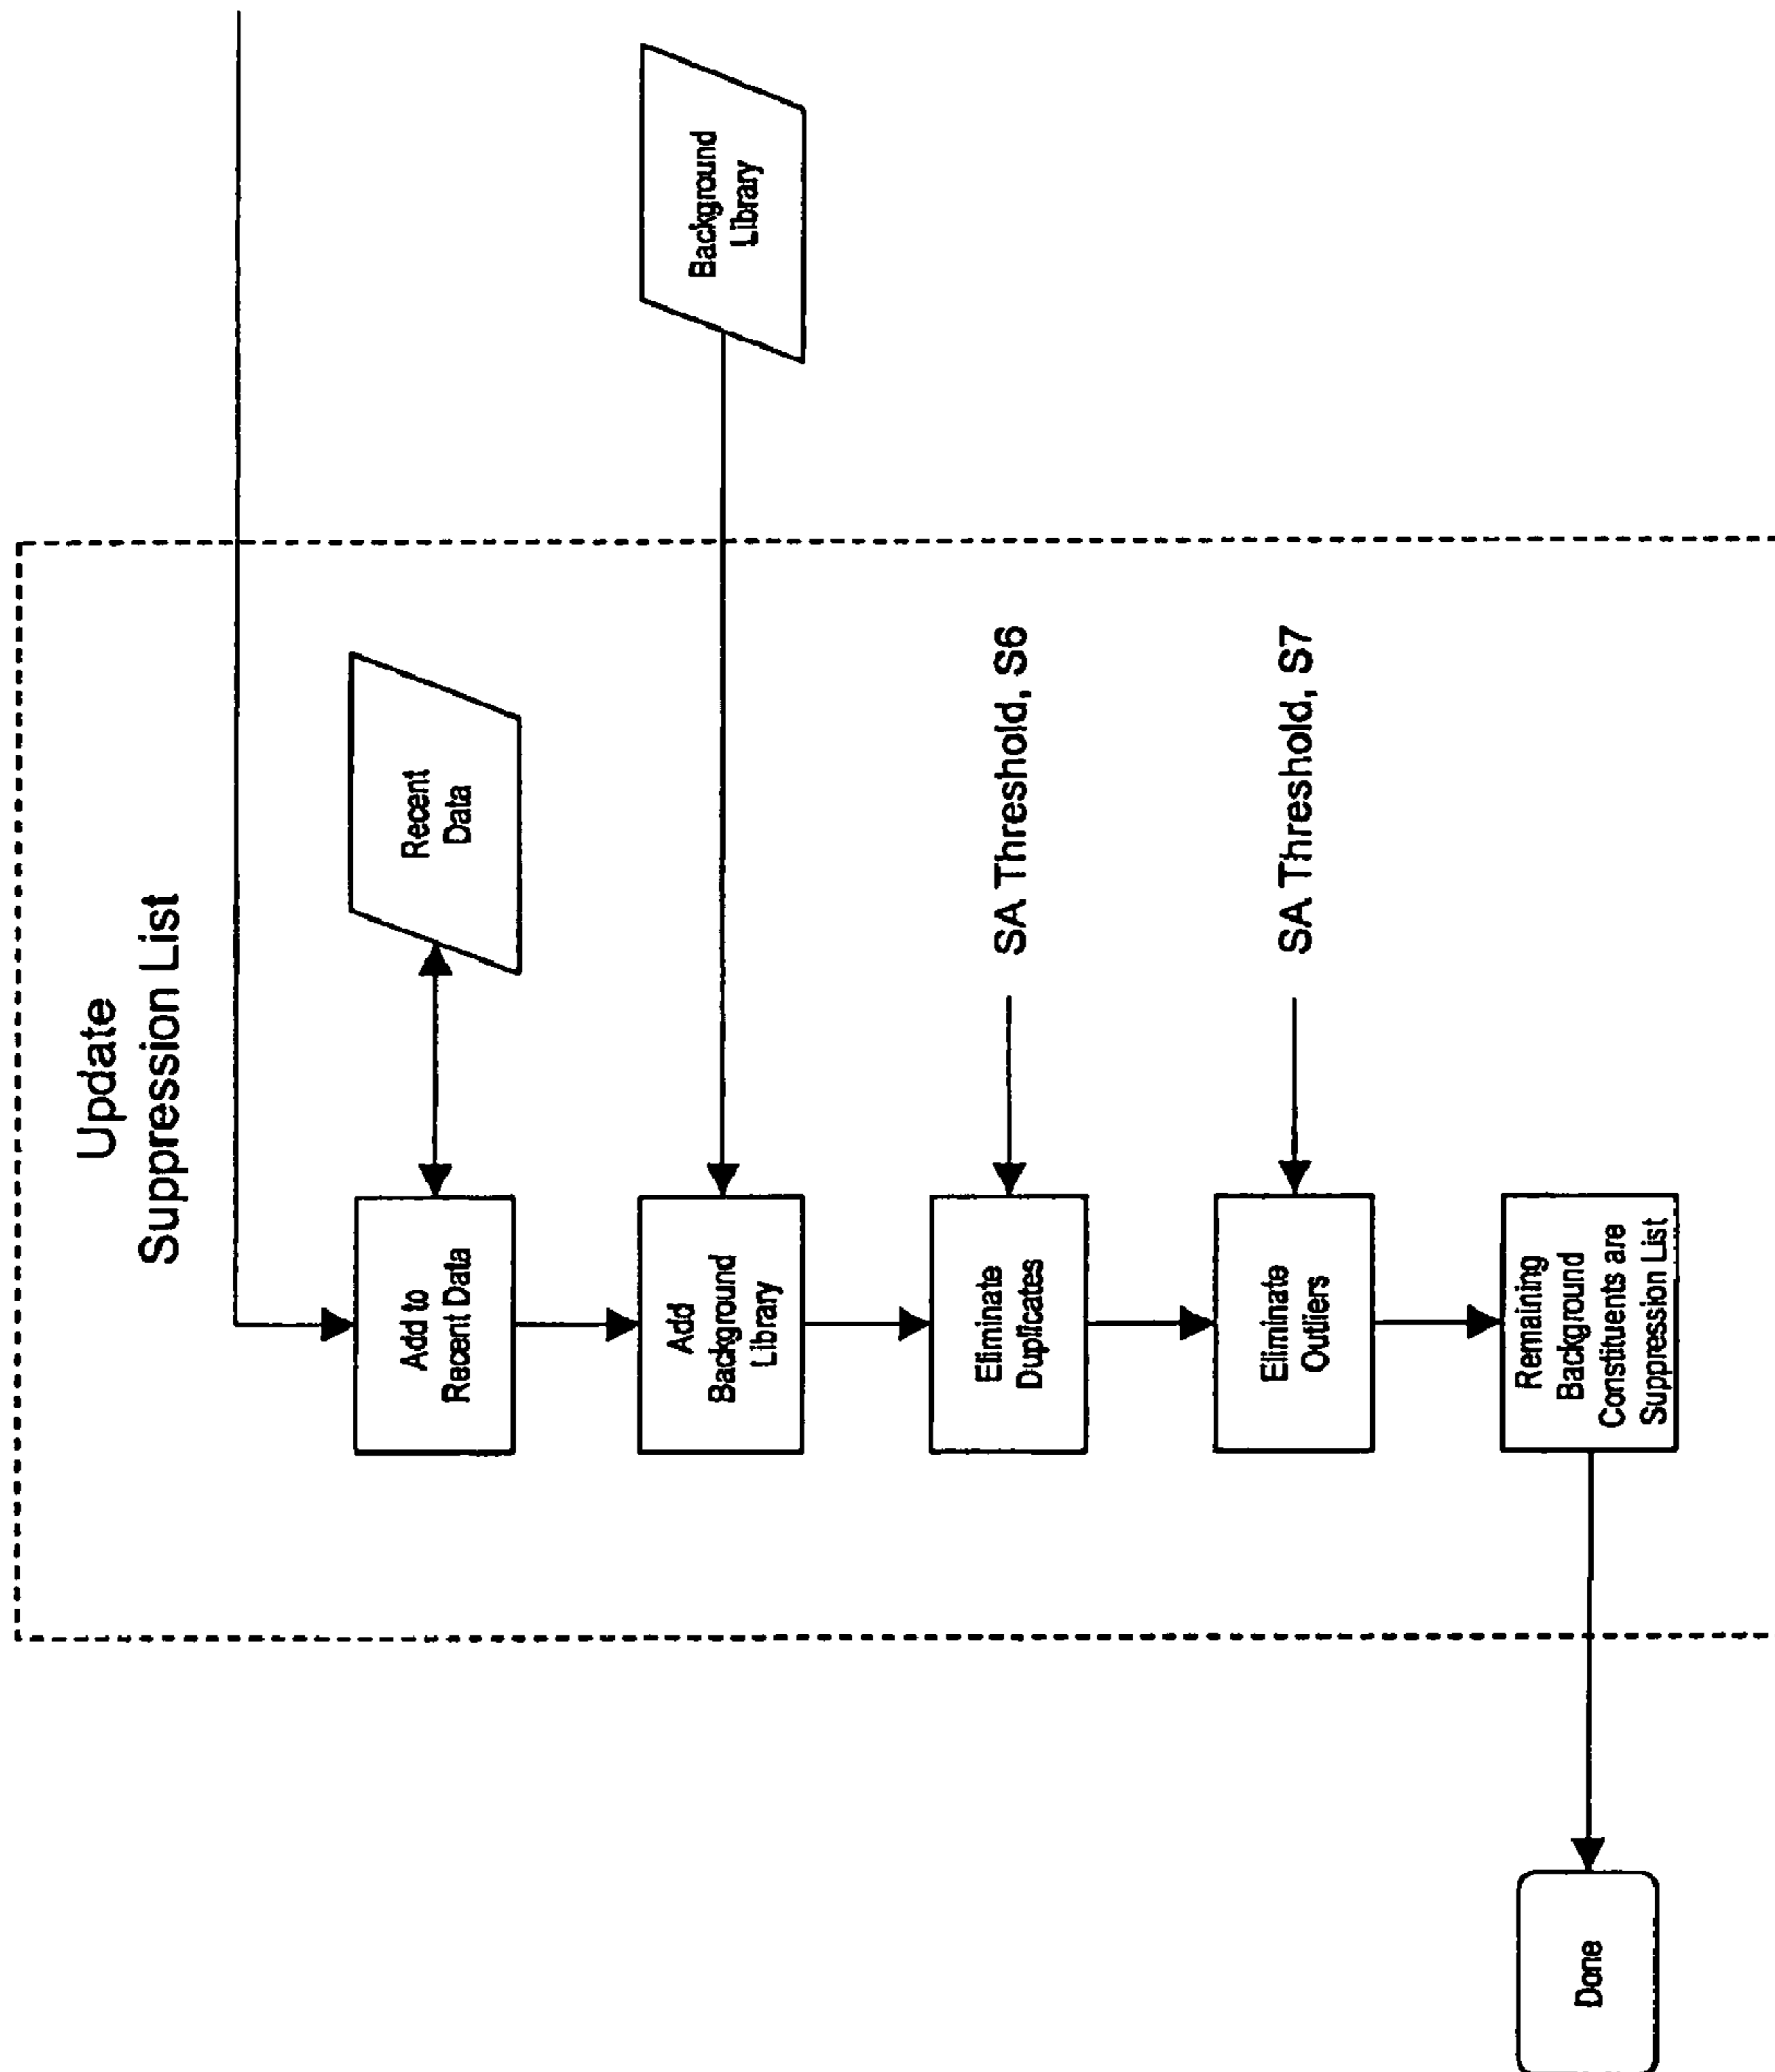 Update
Suppression List
Recent
Data
Add to
Recent Data
Background
Library
Add
Background
Library
SA Threshold, S6
Eliminate
Duplicates
SA Threshold, S7
Eliminate
Outliers
Remaining
Background
Constituents are
Suppression List
Done